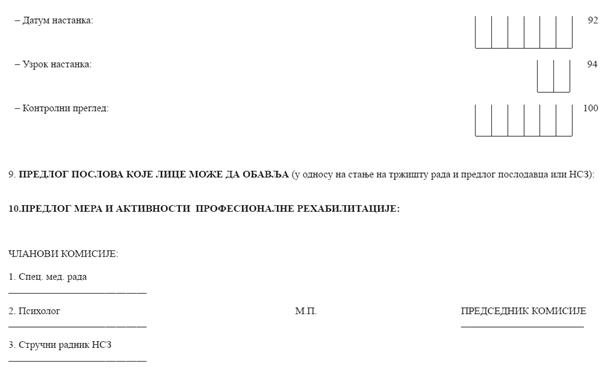 – Датум настанка: 92
– Узрок настанка: 94
– Контролни преглед: 100
9. ПРЕДЛОГ ПОСЛОВА КОЈЕ ЛИЦЕ МОЖЕ ДА ОБАВЉА (у односу на стање на тржишту рада и предлог послодавца или НСЗ):
10.ПРЕДЛОГ МЕРА И АКТИВНОСТИ ПРОФЕСИОНАЛНЕ РЕХАБИЛИТАЦИЈЕ:
ЧЛАНОВИ КОМИСИЈЕ:
1. Спец. мед. рада
2. Психолог М.П. ПРЕДСЕДНИК КОМИСИЈЕ
3. Стручни радник НСЗ